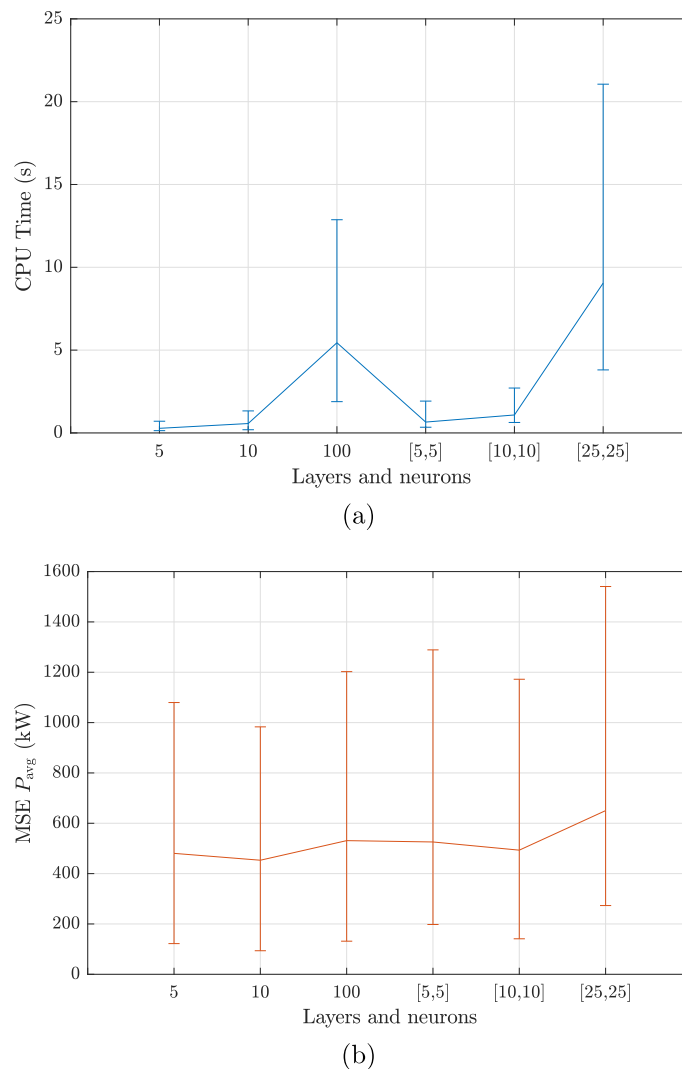 25
20
15
10
5
0
CPU Time (s)
5 10 100 [5,5] [10,10] [25,25]
Layers and neurons
(a)
1600
1400
1200
1000
800
600
400
200
0
MSE P_avg (kW)
5 10 100 [5,5] [10,10] [25,25]
Layers and neurons
(b)